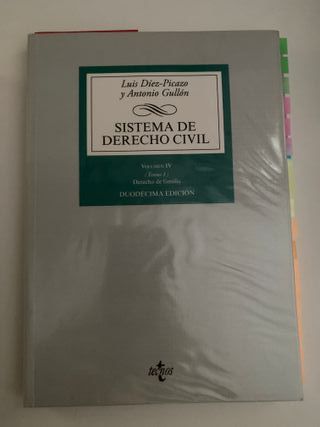 Luis Díez-Picazo
y Antonio Gullón
SISTEMA DE
DERECHO CIVIL
VOLUMEN IV
(Tomo 1)
Derecho de familia
DUODÉCIMA EDICIÓN
tecnos